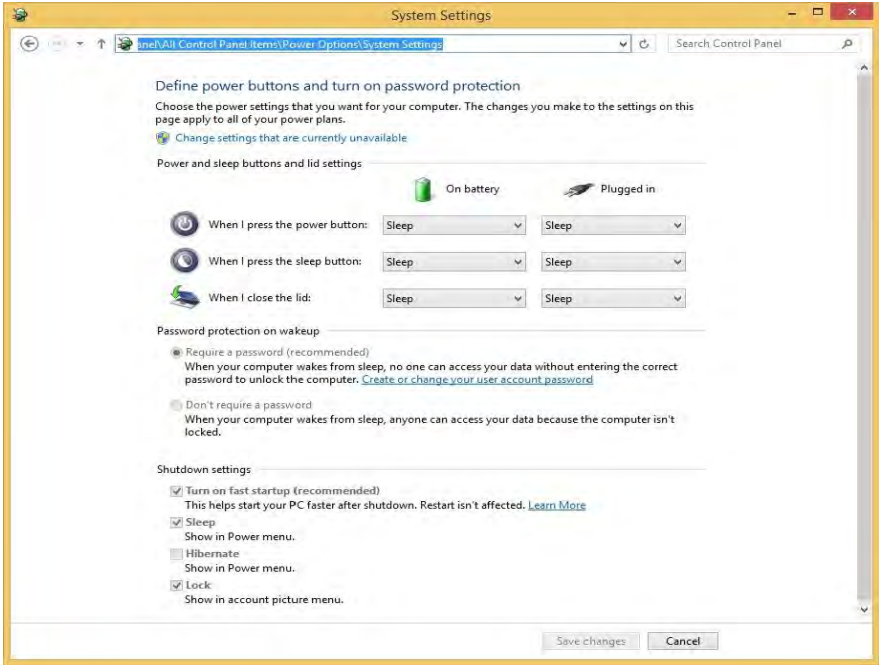 System Settings
anel\All Control Panel Items\Power Options\System Settings
Search Control Panel
Define power buttons and turn on password protection
Choose the power settings that you want for your computer. The changes you make to the settings on this
page apply to all of your power plans.
Change settings that are currently unavailable
Power and sleep buttons and lid settings
On battery Plugged in
When I press the power button: Sleep Sleep
When I press the sleep button: Sleep Sleep
When I close the lid: Sleep Sleep
Password protection on wakeup
Require a password (recommended)
When your computer wakes from sleep, no one can access your data without entering the correct
password to unlock the computer. Create or change your user account password
Don't require a password
When your computer wakes from sleep, anyone can access your data because the computer isn't
locked.
Shutdown settings
Turn on fast startup (recommended)
This helps start your PC faster after shutdown. Restart isn't affected. Learn More
Sleep
Show in Power menu.
Hibernate
Show in Power menu.
Lock
Show in account picture menu.
Save changes Cancel